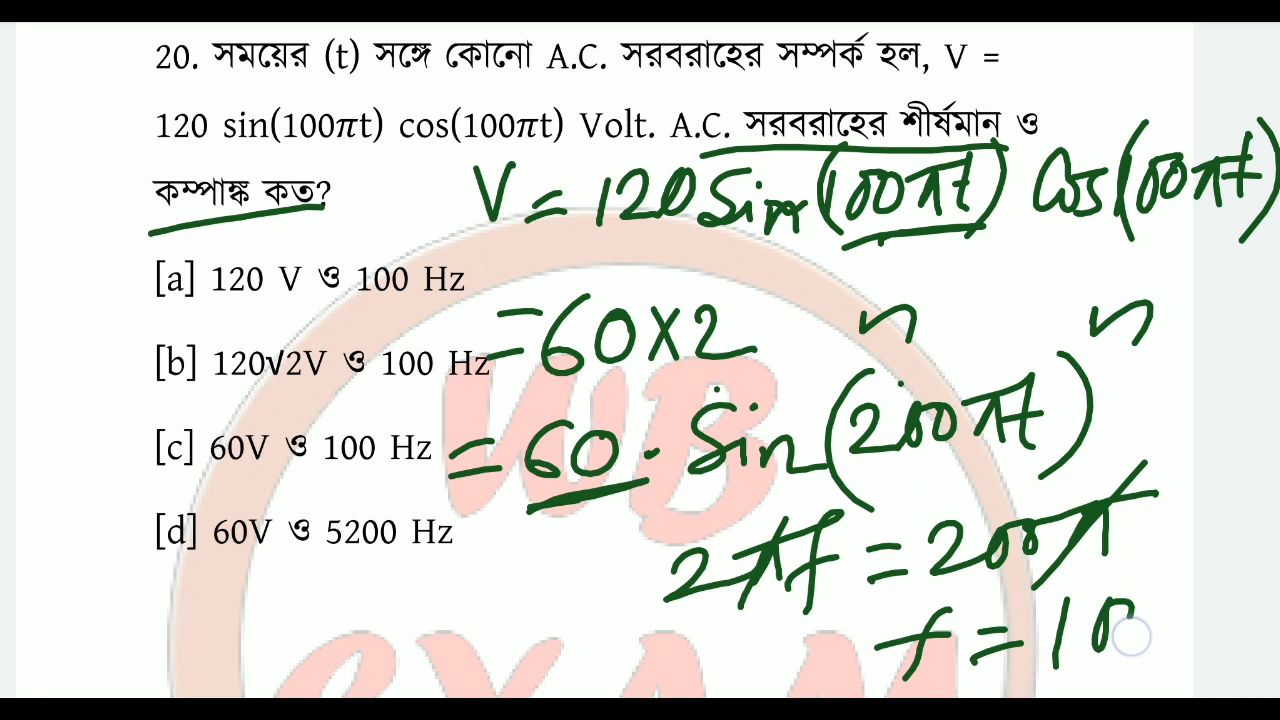 20. সময়ের (t) সঙ্গে কোনো A.C. সরবরাহের সম্পর্ক হল, V =
120 sin(100πt) cos(100πt) Volt. A.C. সরবরাহের শীর্ষমান ও
কম্পাঙ্ক কত?
V = 120 Sin(100πt) Cos(100πt)
[a] 120 V ও 100 Hz
= 60 × 2 " "
[b] 120√2V ও 100 Hz
[c] 60V ও 100 Hz
= 60 · Sin(200πt)
[d] 60V ও 5200 Hz
2πf = 200π
f = 10
WB
EXAM